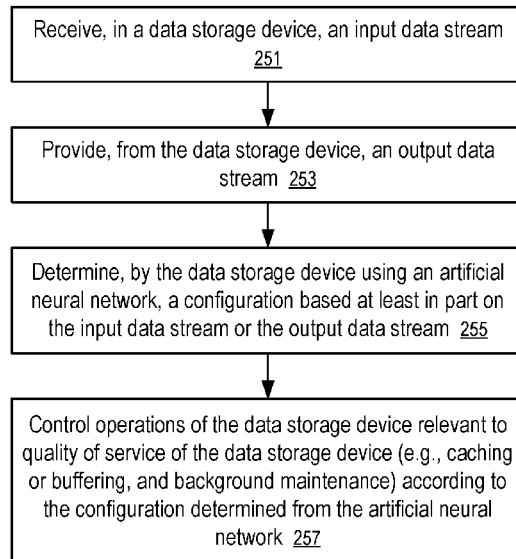 Receive, in a data storage device, an input data stream
251
Provide, from the data storage device, an output data
stream 253
Determine, by the data storage device using an artificial
neural network, a configuration based at least in part on
the input data stream or the output data stream 255
Control operations of the data storage device relevant to
quality of service of the data storage device (e.g., caching
or buffering, and background maintenance) according to
the configuration determined from the artificial neural
network 257